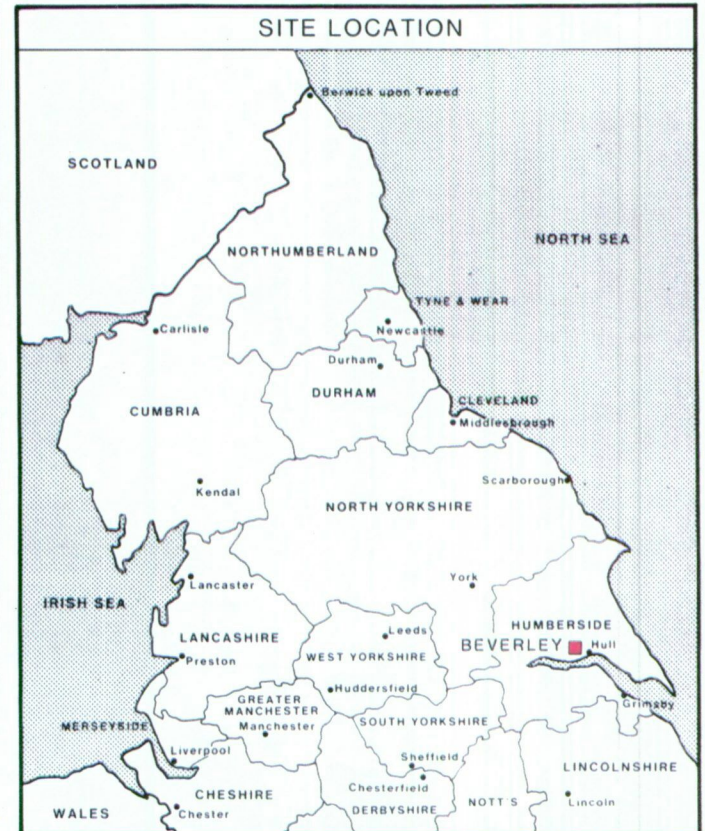 SITE LOCATION
Berwick upon Tweed
SCOTLAND
NORTH SEA
NORTHUMBERLAND
TYNE & WEAR
Carlisle
Newcastle
Durham
DURHAM
CLEVELAND
CUMBRIA
Middlesbrough
Scarborough
Kendal
NORTH YORKSHIRE
York
Lancaster
IRISH SEA
HUMBERSIDE
Leeds
LANCASHIRE
BEVERLEY
Hull
WEST YORKSHIRE
Preston
Huddersfield
GREATER
MANCHESTER
Grimsby
SOUTH YORKSHIRE
MERSEYSIDE
Manchester
Liverpool
Sheffield
LINCOLNSHIRE
Chesterfield
CHESHIRE
NOTT'S
Lincoln
DERBYSHIRE
WALES
Chester